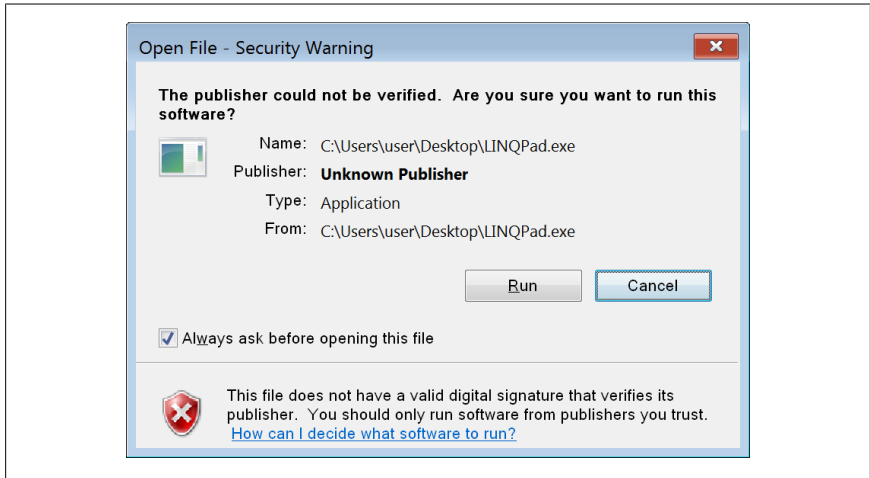 Open File - Security Warning
The publisher could not be verified. Are you sure you want to run this
software?
Name: C:\Users\user\Desktop\LINQPad.exe
Publisher: Unknown Publisher
Type: Application
From: C:\Users\user\Desktop\LINQPad.exe
Run Cancel
Always ask before opening this file
This file does not have a valid digital signature that verifies its
publisher. You should only run software from publishers you trust.
How can I decide what software to run?